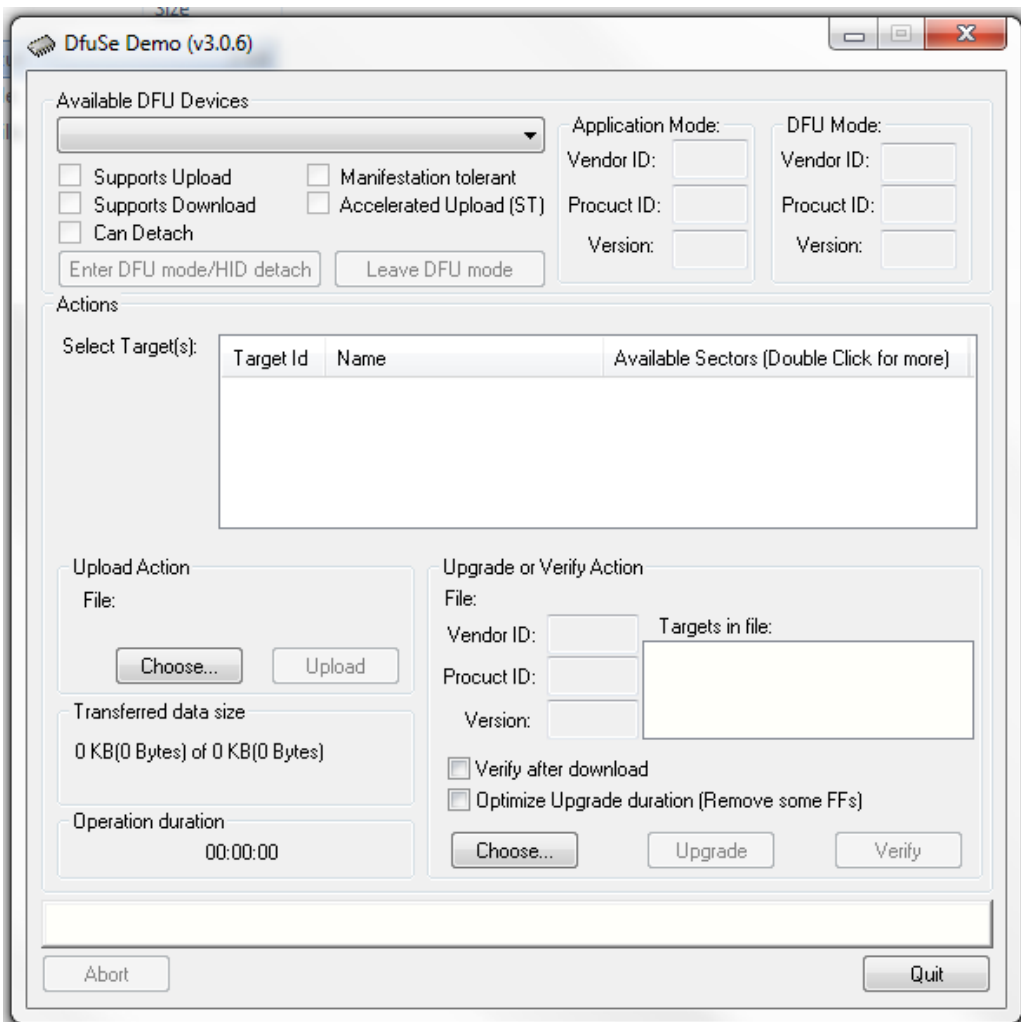 Size
DfuSe Demo (v3.0.6)
Available DFU Devices
Supports Upload
Manifestation tolerant
Supports Download
Accelerated Upload (ST)
Can Detach
Enter DFU mode/HID detach
Leave DFU mode
Application Mode:
Vendor ID:
Procuct ID:
Version:
DFU Mode:
Vendor ID:
Procuct ID:
Version:
Actions
Select Target(s):
Target Id Name Available Sectors (Double Click for more)
Upload Action
File:
Choose... Upload
Transferred data size
0 KB(0 Bytes) of 0 KB(0 Bytes)
Operation duration
00:00:00
Upgrade or Verify Action
File:
Vendor ID:
Procuct ID:
Version:
Targets in file:
Verify after download
Optimize Upgrade duration (Remove some FFs)
Choose... Upgrade Verify
Abort Quit